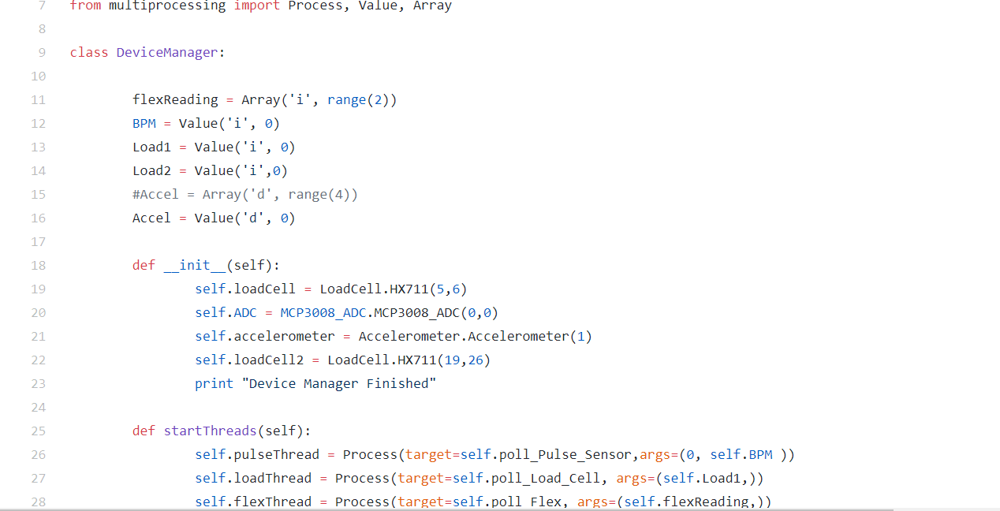 7 from multiprocessing import Process, Value, Array
8
9 class DeviceManager:
10
11 flexReading = Array('i', range(2))
12 BPM = Value('i', 0)
13 Load1 = Value('i', 0)
14 Load2 = Value('i',0)
15 #Accel = Array('d', range(4))
16 Accel = Value('d', 0)
17
18 def __init__(self):
19 self.loadCell = LoadCell.HX711(5,6)
20 self.ADC = MCP3008_ADC.MCP3008_ADC(0,0)
21 self.accelerometer = Accelerometer.Accelerometer(1)
22 self.loadCell2 = LoadCell.HX711(19,26)
23 print "Device Manager Finished"
24
25 def startThreads(self):
26 self.pulseThread = Process(target=self.poll_Pulse_Sensor,args=(0, self.BPM ))
27 self.loadThread = Process(target=self.poll_Load_Cell, args=(self.Load1,))
28 self.flexThread = Process(target=self.poll_Flex, args=(self.flexReading,))